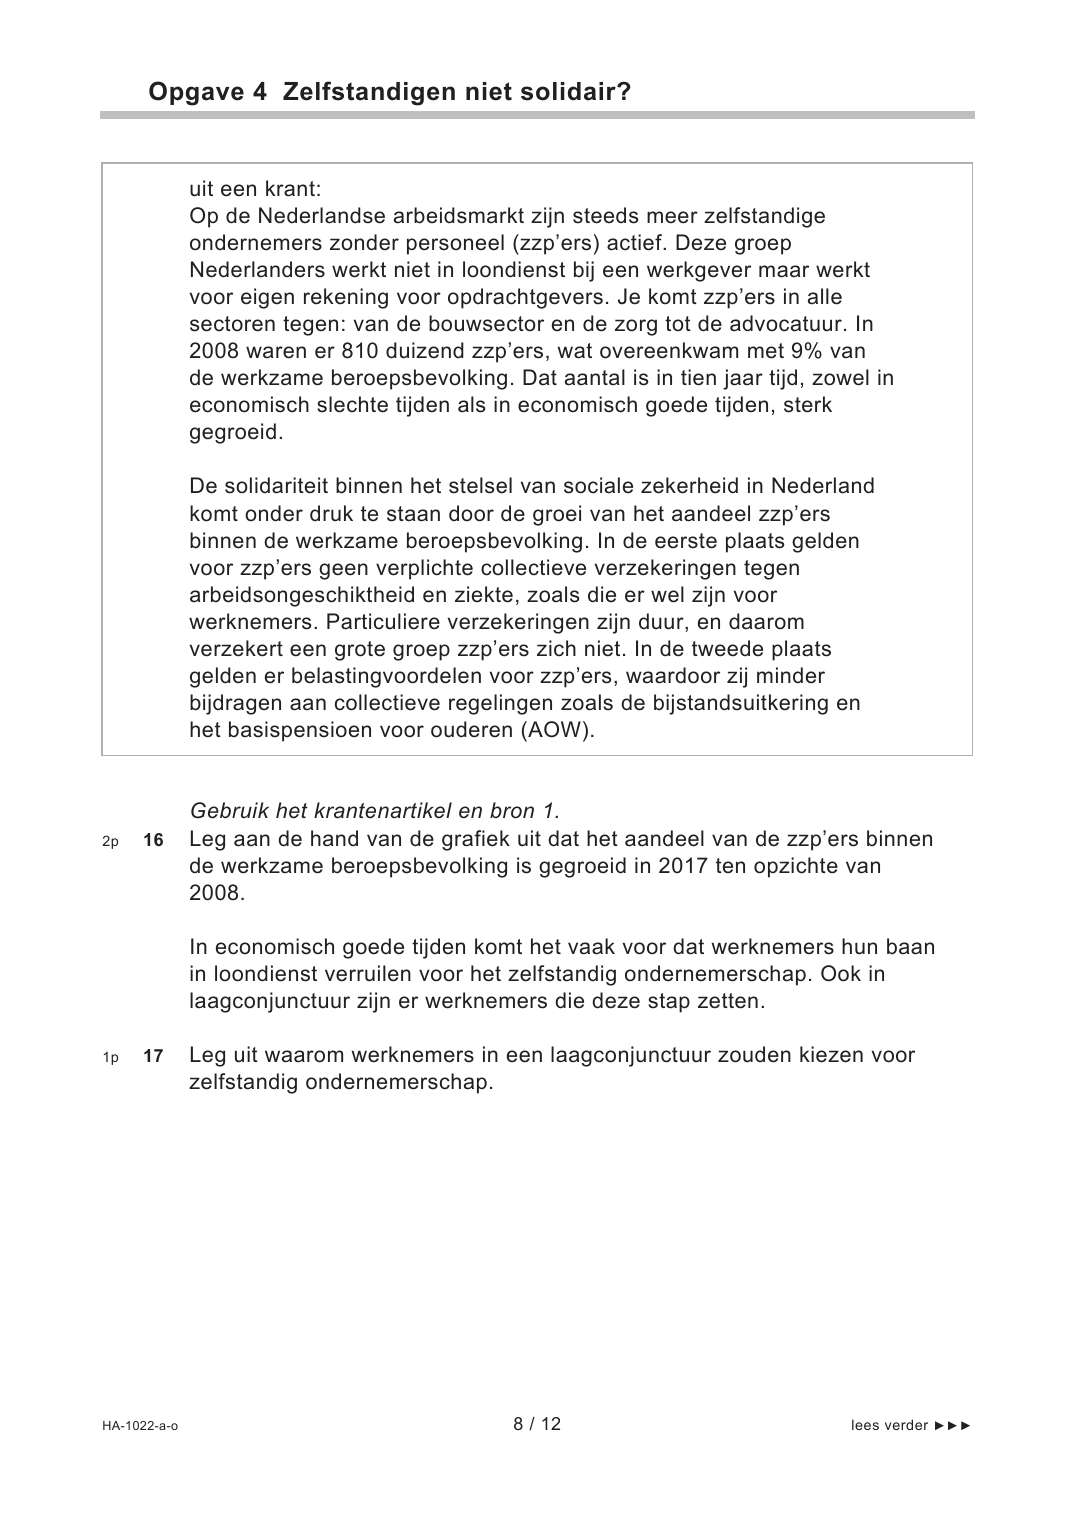 Opgave 4 Zelfstandigen niet solidair?
uit een krant:
Op de Nederlandse arbeidsmarkt zijn steeds meer zelfstandige
ondernemers zonder personeel (zzp’ers) actief. Deze groep
Nederlanders werkt niet in loondienst bij een werkgever maar werkt
voor eigen rekening voor opdrachtgevers. Je komt zzp’ers in alle
sectoren tegen: van de bouwsector en de zorg tot de advocatuur. In
2008 waren er 810 duizend zzp’ers, wat overeenkwam met 9% van
de werkzame beroepsbevolking. Dat aantal is in tien jaar tijd, zowel in
economisch slechte tijden als in economisch goede tijden, sterk
gegroeid.
De solidariteit binnen het stelsel van sociale zekerheid in Nederland
komt onder druk te staan door de groei van het aandeel zzp’ers
binnen de werkzame beroepsbevolking. In de eerste plaats gelden
voor zzp’ers geen verplichte collectieve verzekeringen tegen
arbeidsongeschiktheid en ziekte, zoals die er wel zijn voor
werknemers. Particuliere verzekeringen zijn duur, en daarom
verzekert een grote groep zzp’ers zich niet. In de tweede plaats
gelden er belastingvoordelen voor zzp’ers, waardoor zij minder
bijdragen aan collectieve regelingen zoals de bijstandsuitkering en
het basispensioen voor ouderen (AOW).
Gebruik het krantenartikel en bron 1.
2p 16 Leg aan de hand van de grafiek uit dat het aandeel van de zzp’ers binnen
de werkzame beroepsbevolking is gegroeid in 2017 ten opzichte van
2008.
In economisch goede tijden komt het vaak voor dat werknemers hun baan
in loondienst verruilen voor het zelfstandig ondernemerschap. Ook in
laagconjunctuur zijn er werknemers die deze stap zetten.
1p 17 Leg uit waarom werknemers in een laagconjunctuur zouden kiezen voor
zelfstandig ondernemerschap.
HA-1022-a-o 8 / 12 lees verder ►►►